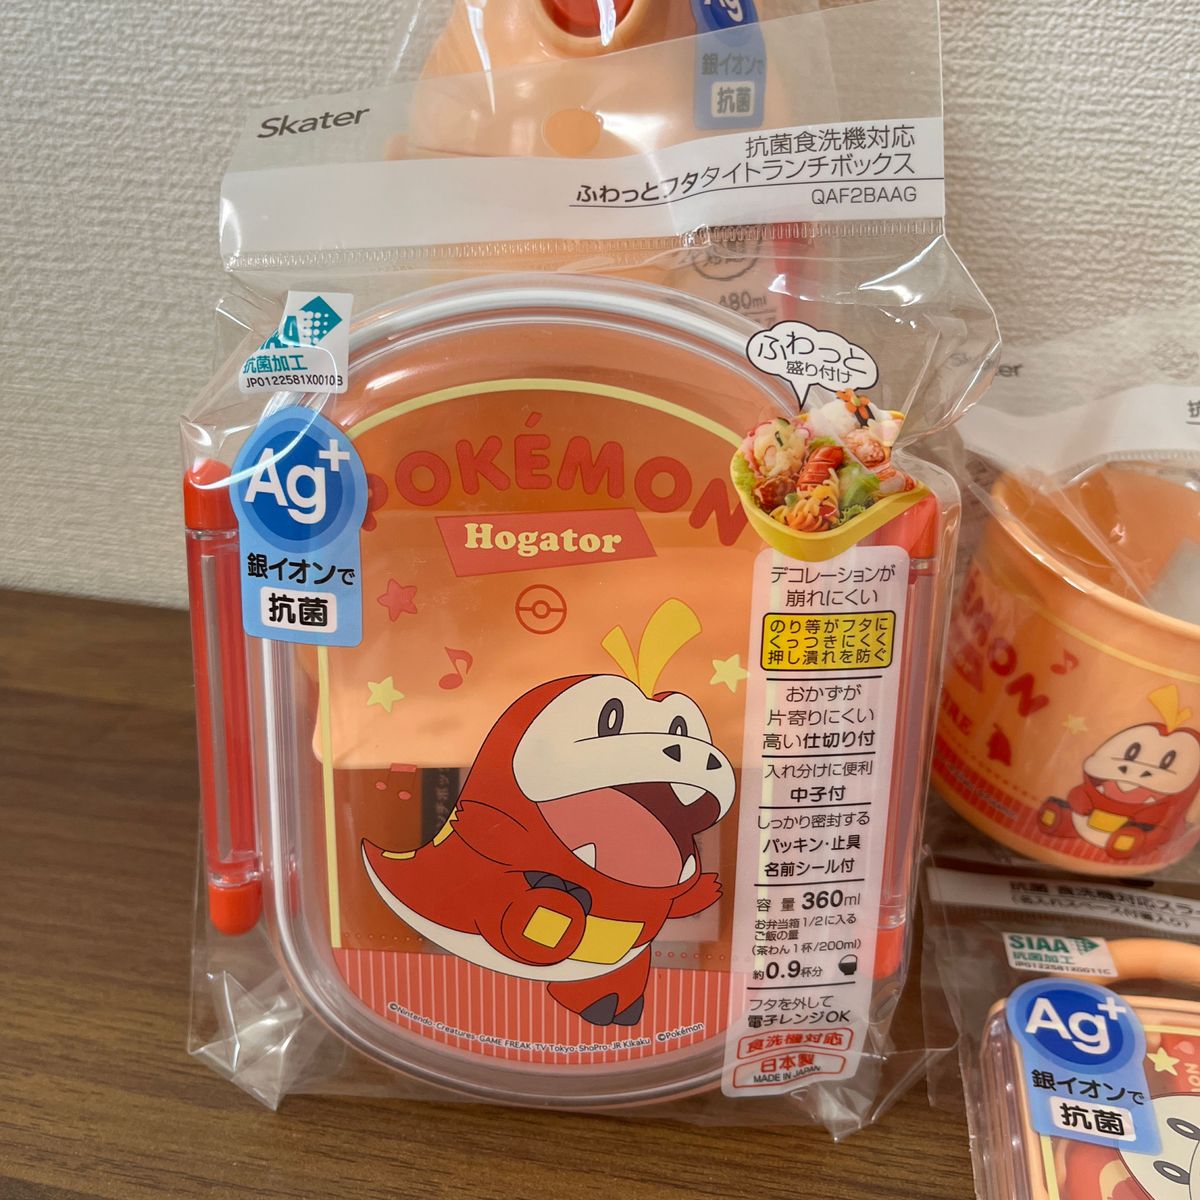 Ag
銀イオンで
抗菌
Skater
抗菌食洗機対応
ふわっとフタタイトランチボックス
QAF2BAAG
抗菌加工
JP0122581X0010B
Ag+
銀イオンで
抗菌
POKÉMON
Hogator
ふわっと
盛り付け
デコレーションが
崩れにくい
のり等がフタに
くっつきにくく
押し潰れを防ぐ
おかずが
片寄りにくい
高い仕切り付
入れ分けに便利
中子付
しっかり密封する
パッキン・止具
名前シール付
容量 360ml
お弁当箱1/2に入る
ご飯の量
(茶わん1杯/200ml)
約0.9杯分
フタを外して
電子レンジOK
食洗機対応
日本製
MADE IN JAPAN
©Nintendo・Creatures・GAME FREAK・TV Tokyo・ShoPro・JR Kikaku ©Pokémon
SIAA
抗菌加工
JP0122581X0011C
Ag+
銀イオンで
抗菌